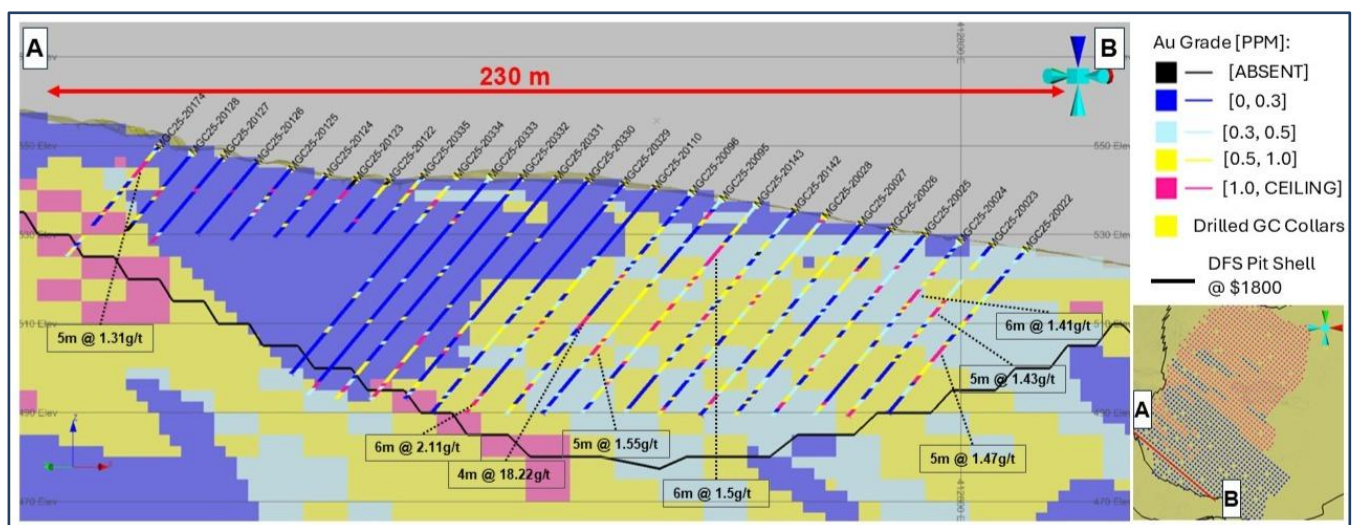 A
B
230 m
MGC25-20174
MGC25-20128
MGC25-20127
MGC25-20126
MGC25-20125
MGC25-20124
MGC25-20123
MGC25-20122
MGC25-20335
MGC25-20334
MGC25-20333
MGC25-20332
MGC25-20331
MGC25-20330
MGC25-20329
MGC25-20110
MGC25-20096
MGC25-20095
MGC25-20143
MGC25-20142
MGC25-20028
MGC25-20027
MGC25-20026
MGC25-20025
MGC25-20024
MGC25-20023
MGC25-20022
550 Elev
550
530 Elev
530
510 Elev
510
490 Elev
490
470 Elev
470
5m @ 1.31g/t
6m @ 2.11g/t
4m @ 18.22g/t
5m @ 1.55g/t
6m @ 1.5g/t
6m @ 1.41g/t
5m @ 1.43g/t
5m @ 1.47g/t
Au Grade [PPM]:
[ABSENT]
[0, 0.3]
[0.3, 0.5]
[0.5, 1.0]
[1.0, CEILING]
Drilled GC Collars
DFS Pit Shell
@ $1800
A
B